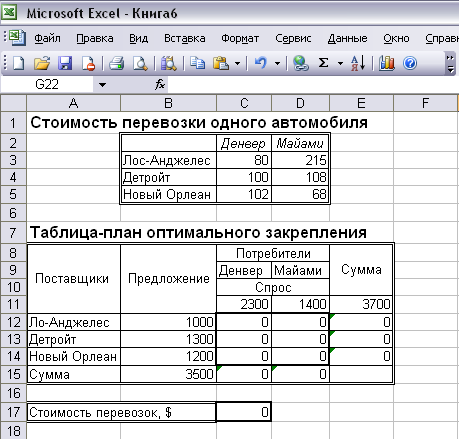 Microsoft Excel - Книга6
Файл Правка Вид Вставка Формат Сервис Данные Окно Справ
G22 fx
A B C D E F
1 Стоимость перевозки одного автомобиля
2 Денвер Майами
3 Лос-Анджелес 80 215
4 Детройт 100 108
5 Новый Орлеан 102 68
6
7 Таблица-план оптимального закрепления
8 Потребители
9 Поставщики Предложение Денвер Майами Сумма
10 Спрос
11 2300 1400 3700
12 Ло-Анджелес 1000 0 0 0
13 Детройт 1300 0 0 0
14 Новый Орлеан 1200 0 0 0
15 Сумма 3500 0 0
16
17 Стоимость перевозок, $ 0
18